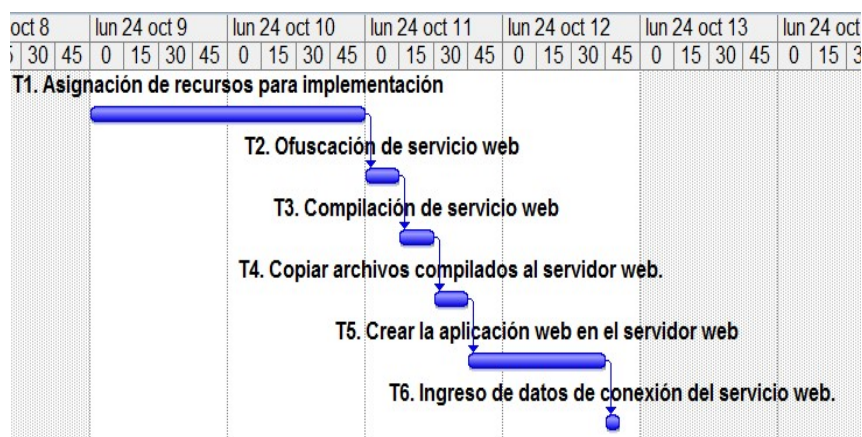 oct 8 lun 24 oct 9 lun 24 oct 10 lun 24 oct 11 lun 24 oct 12 lun 24 oct 13 lun 24 oct
30 45 0 15 30 45 0 15 30 45 0 15 30 45 0 15 30 45 0 15 30 45 0 15
T1. Asignación de recursos para implementación
T2. Ofuscación de servicio web
T3. Compilación de servicio web
T4. Copiar archivos compilados al servidor web.
T5. Crear la aplicación web en el servidor web
T6. Ingreso de datos de conexión del servicio web.